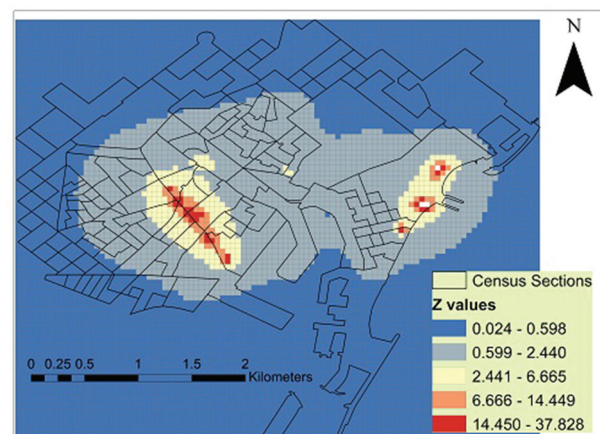 N
Census Sections
Z values
0.024 - 0.598
0.599 - 2.440
2.441 - 6.665
6.666 - 14.449
14.450 - 37.828
0 0.25 0.5 1 1.5 2
Kilometers